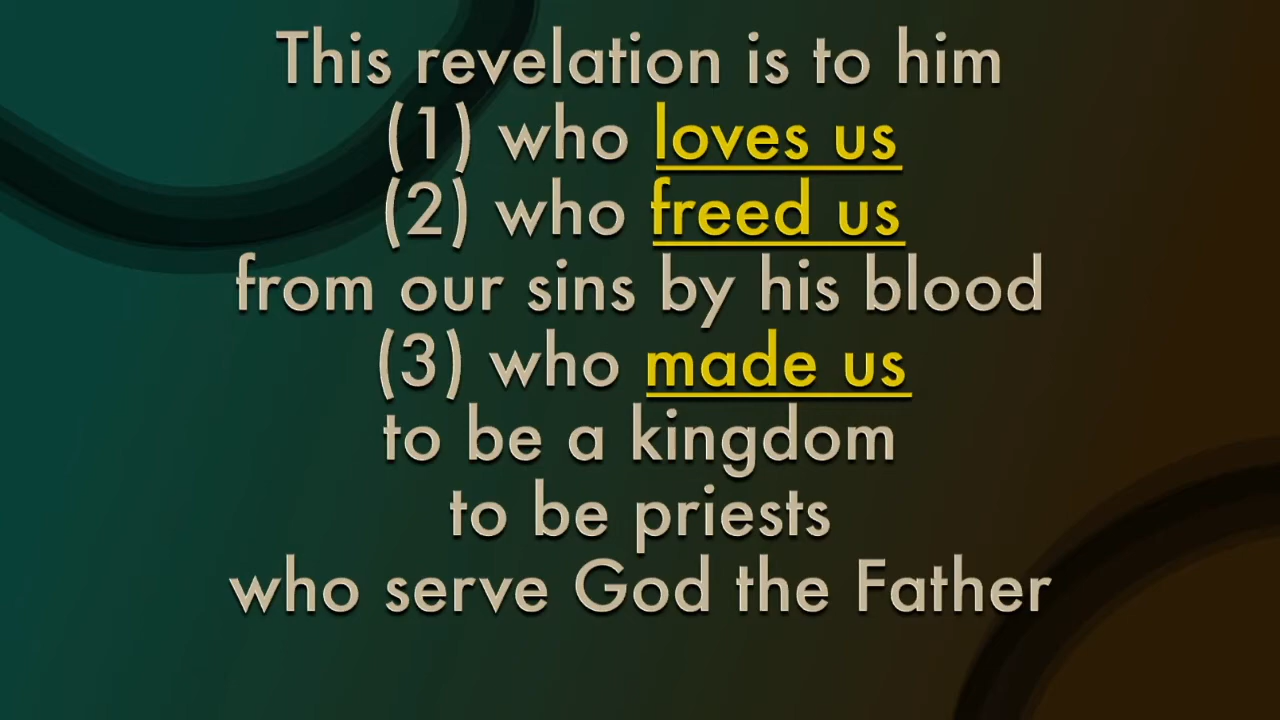 This revelation is to him
(1) who loves us
(2) who freed us
from our sins by his blood
(3) who made us
to be a kingdom
to be priests
who serve God the Father